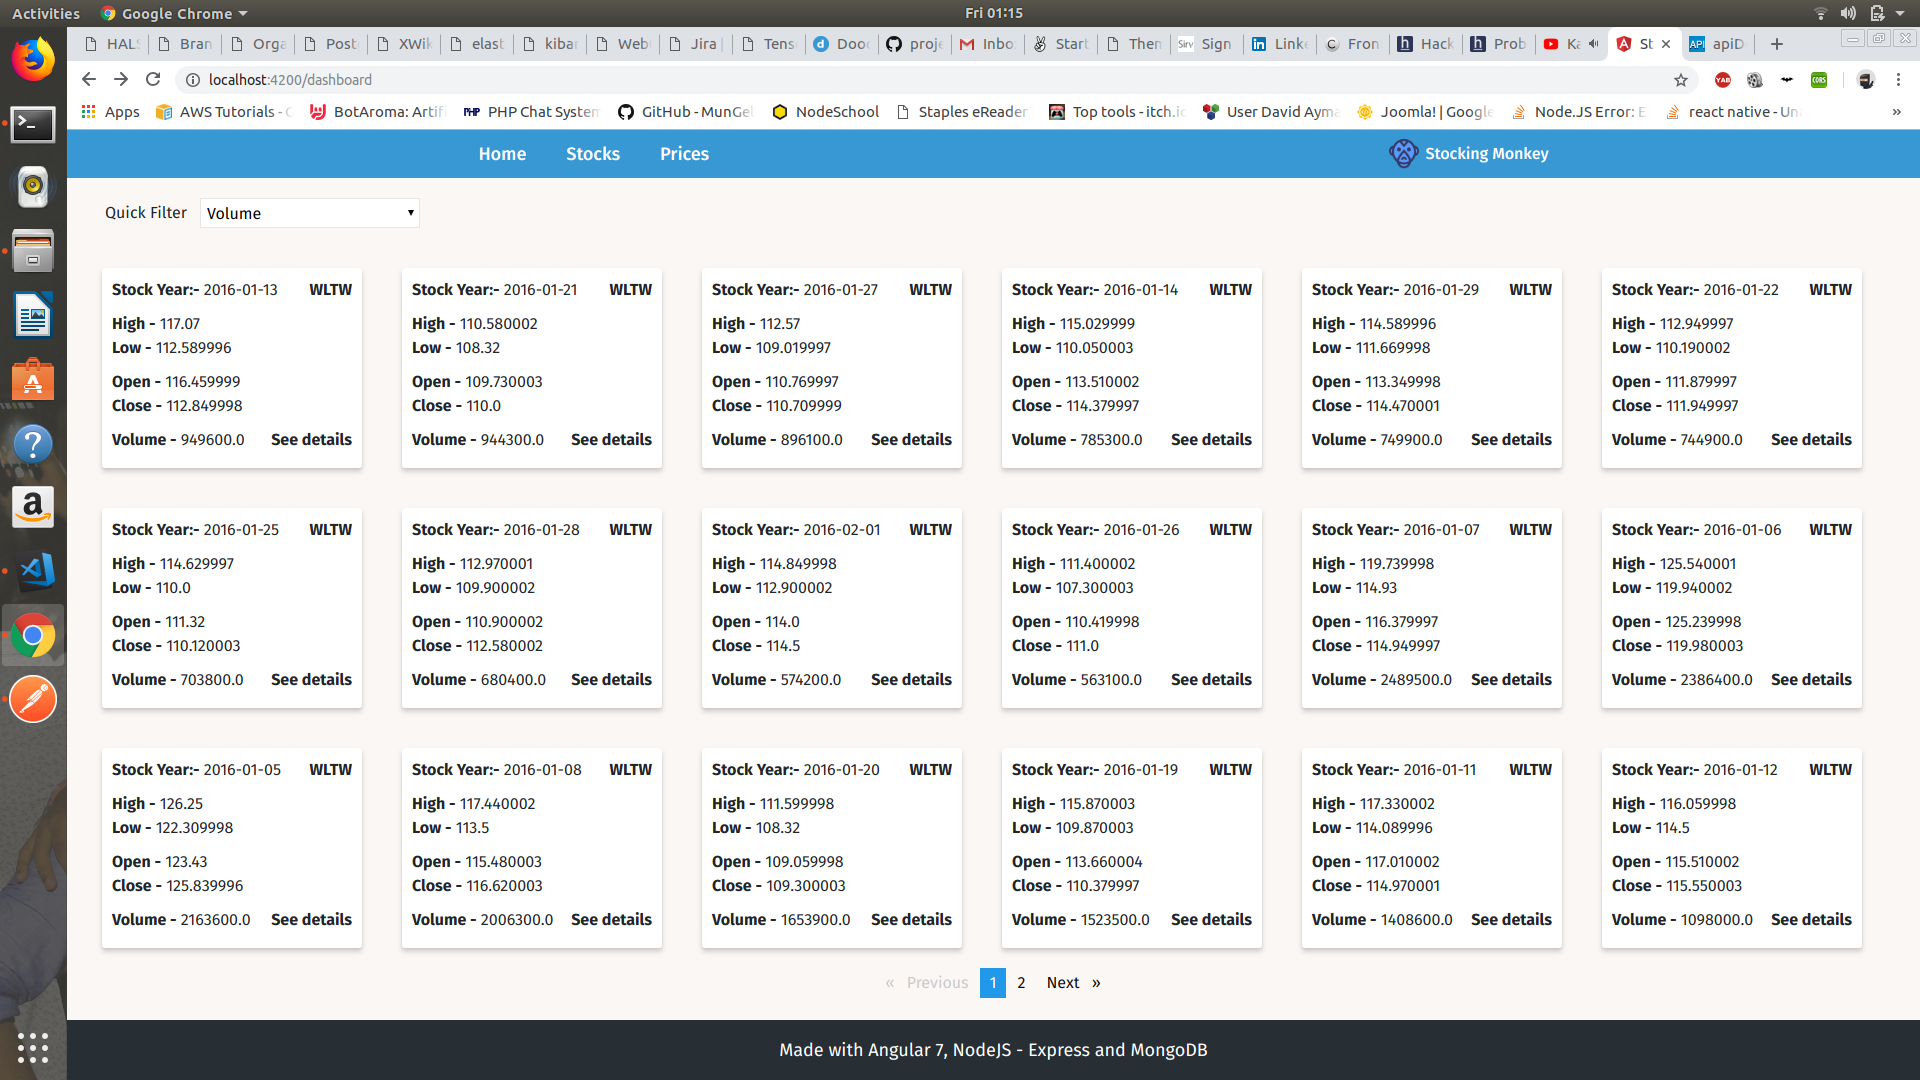 Activities Google Chrome Fri 01:15
HALS Bran Orga Post XWik elast kibar Web Jira Tens Dood proje Inbo Start Them Sirv Sign Linke Fron Hack Prob Ka St API apiD
localhost:4200/dashboard YAB CORS
Apps AWS Tutorials - C BotAroma: Artifi PHP PHP Chat System GitHub - MunGel NodeSchool Staples eReader Top tools - itch.io User David Ayma Joomla! | Google Node.JS Error: E react native - Un »
Home Stocks Prices Stocking Monkey
Quick Filter Volume
Stock Year:- 2016-01-13 WLTW
High - 117.07
Low - 112.589996
Open - 116.459999
Close - 112.849998
Volume - 949600.0 See details
Stock Year:- 2016-01-21 WLTW
High - 110.580002
Low - 108.32
Open - 109.730003
Close - 110.0
Volume - 944300.0 See details
Stock Year:- 2016-01-27 WLTW
High - 112.57
Low - 109.019997
Open - 110.769997
Close - 110.709999
Volume - 896100.0 See details
Stock Year:- 2016-01-14 WLTW
High - 115.029999
Low - 110.050003
Open - 113.510002
Close - 114.379997
Volume - 785300.0 See details
Stock Year:- 2016-01-29 WLTW
High - 114.589996
Low - 111.669998
Open - 113.349998
Close - 114.470001
Volume - 749900.0 See details
Stock Year:- 2016-01-22 WLTW
High - 112.949997
Low - 110.190002
Open - 111.879997
Close - 111.949997
Volume - 744900.0 See details
Stock Year:- 2016-01-25 WLTW
High - 114.629997
Low - 110.0
Open - 111.32
Close - 110.120003
Volume - 703800.0 See details
Stock Year:- 2016-01-28 WLTW
High - 112.970001
Low - 109.900002
Open - 110.900002
Close - 112.580002
Volume - 680400.0 See details
Stock Year:- 2016-02-01 WLTW
High - 114.849998
Low - 112.900002
Open - 114.0
Close - 114.5
Volume - 574200.0 See details
Stock Year:- 2016-01-26 WLTW
High - 111.400002
Low - 107.300003
Open - 110.419998
Close - 111.0
Volume - 563100.0 See details
Stock Year:- 2016-01-07 WLTW
High - 119.739998
Low - 114.93
Open - 116.379997
Close - 114.949997
Volume - 2489500.0 See details
Stock Year:- 2016-01-06 WLTW
High - 125.540001
Low - 119.940002
Open - 125.239998
Close - 119.980003
Volume - 2386400.0 See details
Stock Year:- 2016-01-05 WLTW
High - 126.25
Low - 122.309998
Open - 123.43
Close - 125.839996
Volume - 2163600.0 See details
Stock Year:- 2016-01-08 WLTW
High - 117.440002
Low - 113.5
Open - 115.480003
Close - 116.620003
Volume - 2006300.0 See details
Stock Year:- 2016-01-20 WLTW
High - 111.599998
Low - 108.32
Open - 109.059998
Close - 109.300003
Volume - 1653900.0 See details
Stock Year:- 2016-01-19 WLTW
High - 115.870003
Low - 109.870003
Open - 113.660004
Close - 110.379997
Volume - 1523500.0 See details
Stock Year:- 2016-01-11 WLTW
High - 117.330002
Low - 114.089996
Open - 117.010002
Close - 114.970001
Volume - 1408600.0 See details
Stock Year:- 2016-01-12 WLTW
High - 116.059998
Low - 114.5
Open - 115.510002
Close - 115.550003
Volume - 1098000.0 See details
« Previous 1 2 Next »
Made with Angular 7, NodeJS - Express and MongoDB